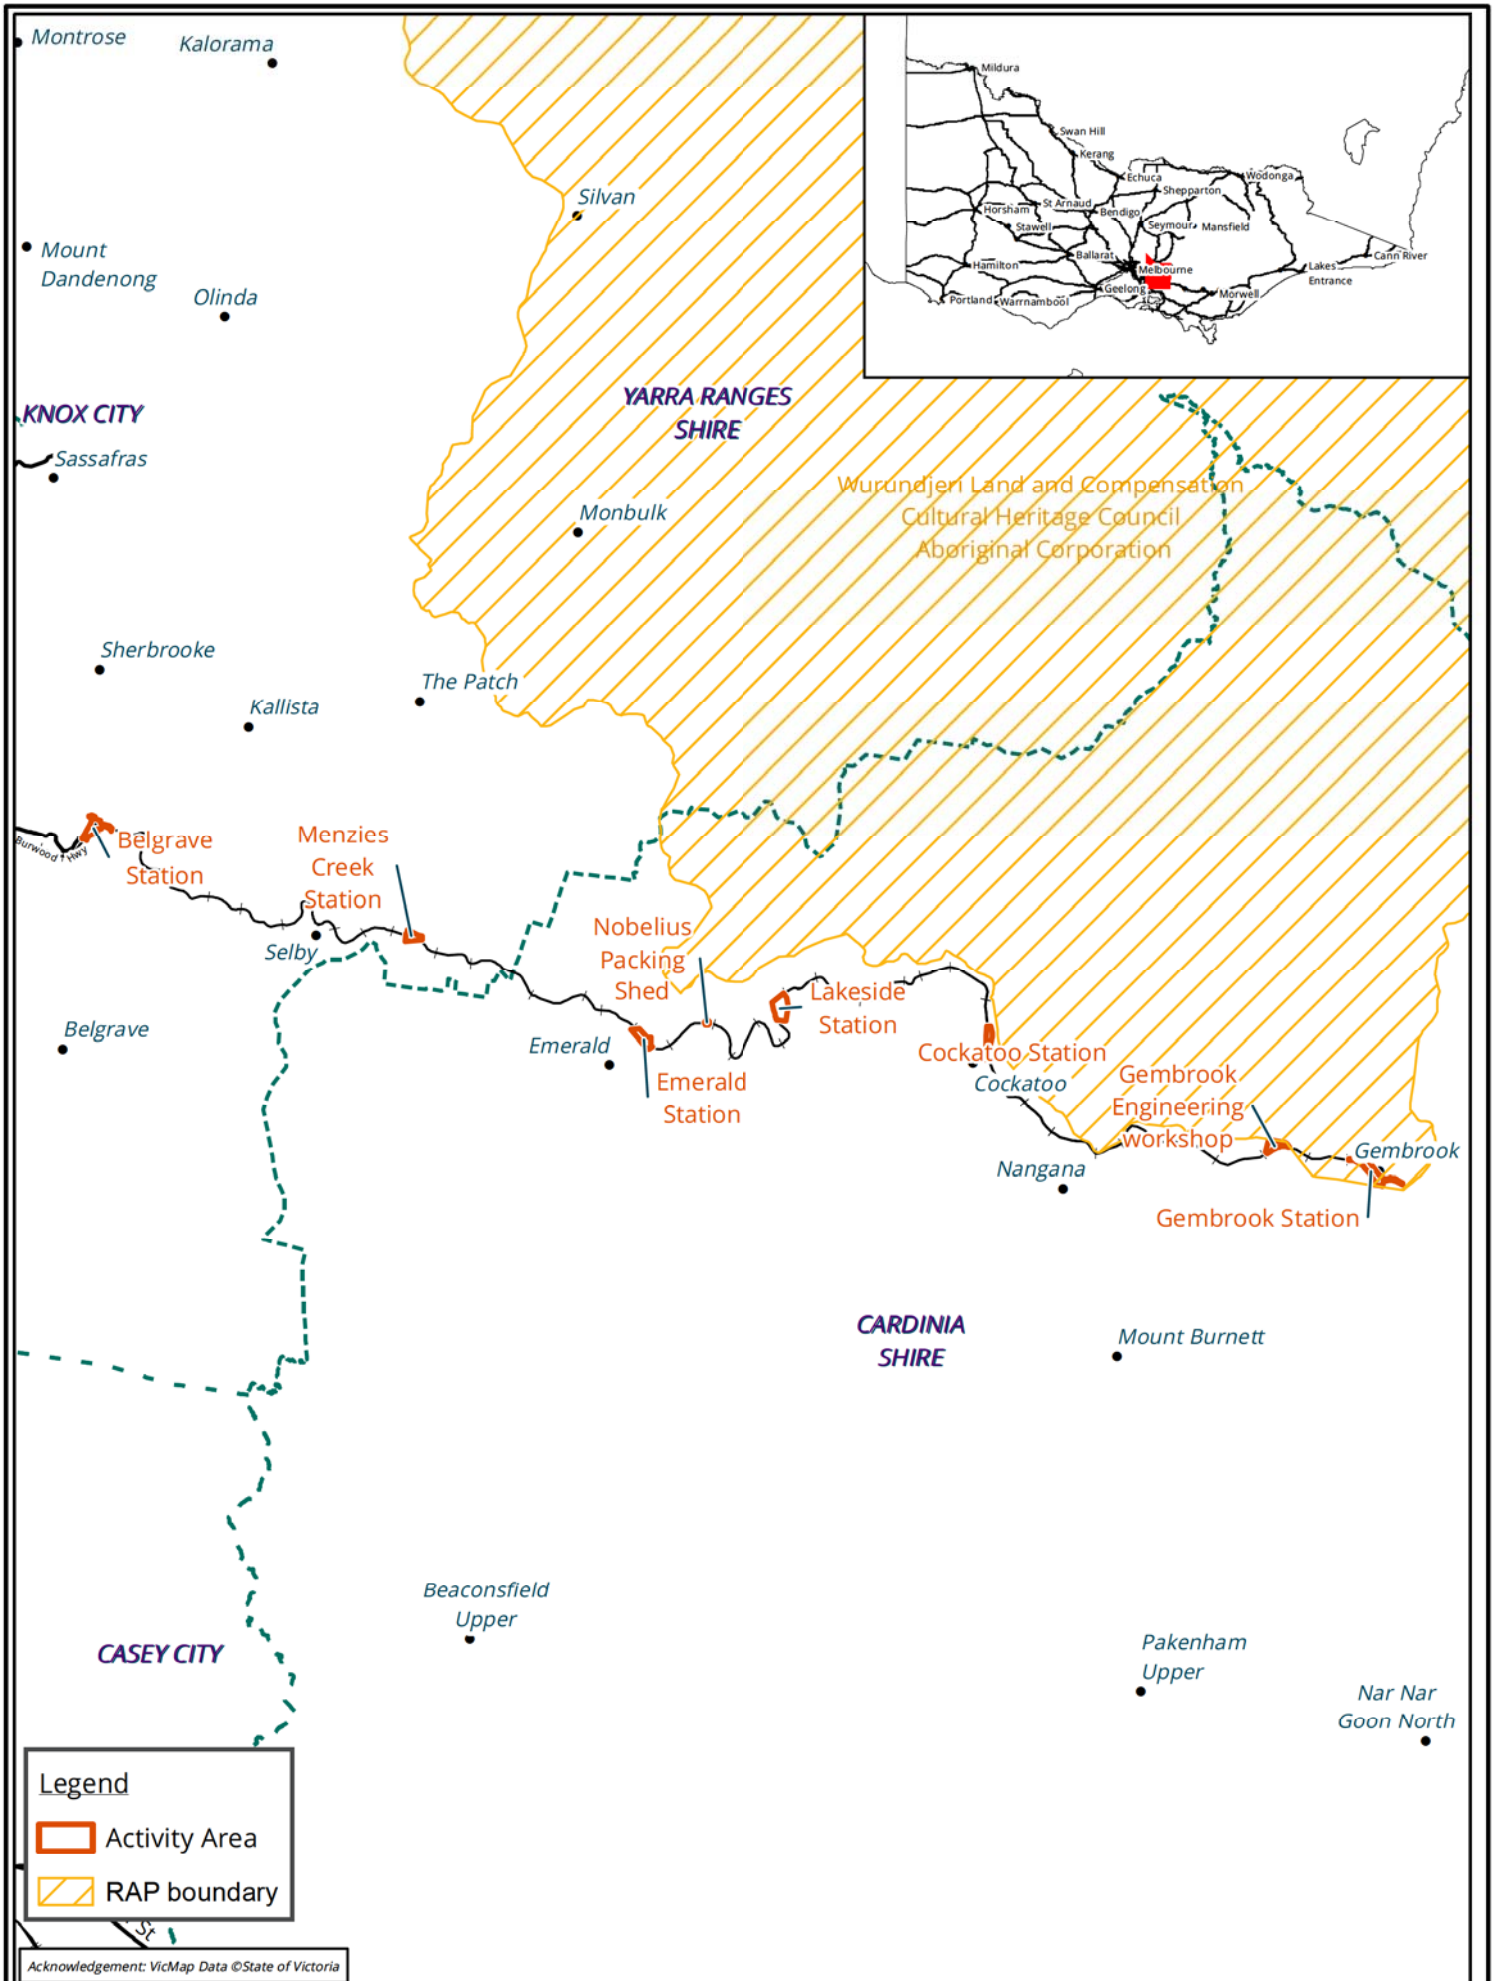 Montrose
Kalorama
Mount
Dandenong
Silvan
Olinda
KNOX CITY
Sassafras
YARRA RANGES
SHIRE
Monbulk
Wurundjeri Land and Compensation
Cultural Heritage Council
Aboriginal Corporation
Sherbrooke
Kallista
The Patch
Burwood Hwy
Belgrave
Station
Menzies
Creek
Station
Selby
Nobelius
Packing
Shed
Lakeside
Station
Belgrave
Emerald
Emerald
Station
Cockatoo Station
Cockatoo
Gembrook
Engineering
workshop
Gembrook
Nangana
Gembrook Station
CARDINIA
SHIRE
Mount Burnett
Beaconsfield
Upper
CASEY CITY
Pakenham
Upper
Nar Nar
Goon North
Mildura
Swan Hill
Kerang
Echuca
Wodonga
Shepparton
St Arnaud
Horsham
Bendigo
Stawell
Seymour
Mansfield
Ballarat
Hamilton
Melbourne
Cann River
Lakes
Entrance
Geelong
Morwell
Portland
Warrnambool
Legend
Activity Area
RAP boundary
St
Acknowledgement: VicMap Data ©State of Victoria